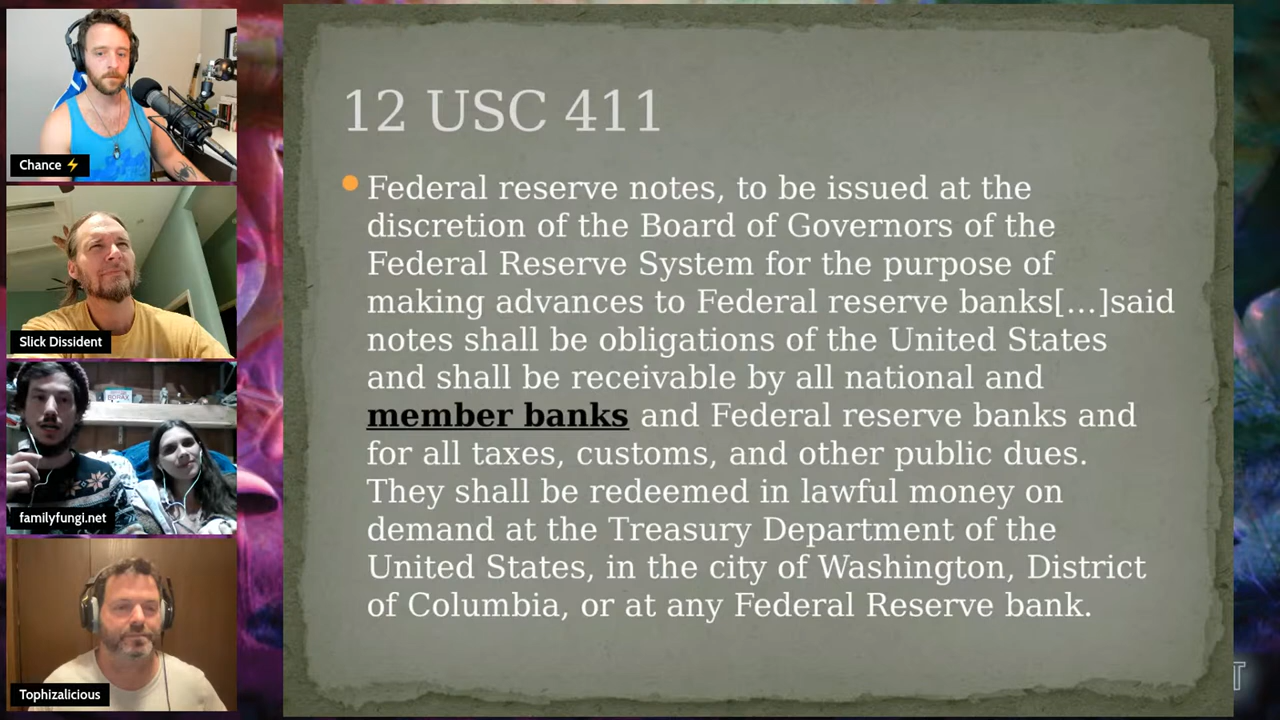 Chance ⚡
Slick Dissident
familyfungi.net
Tophizalicious
12 USC 411
Federal reserve notes, to be issued at the
discretion of the Board of Governors of the
Federal Reserve System for the purpose of
making advances to Federal reserve banks[...]said
notes shall be obligations of the United States
and shall be receivable by all national and
member banks and Federal reserve banks and
for all taxes, customs, and other public dues.
They shall be redeemed in lawful money on
demand at the Treasury Department of the
United States, in the city of Washington, District
of Columbia, or at any Federal Reserve bank.